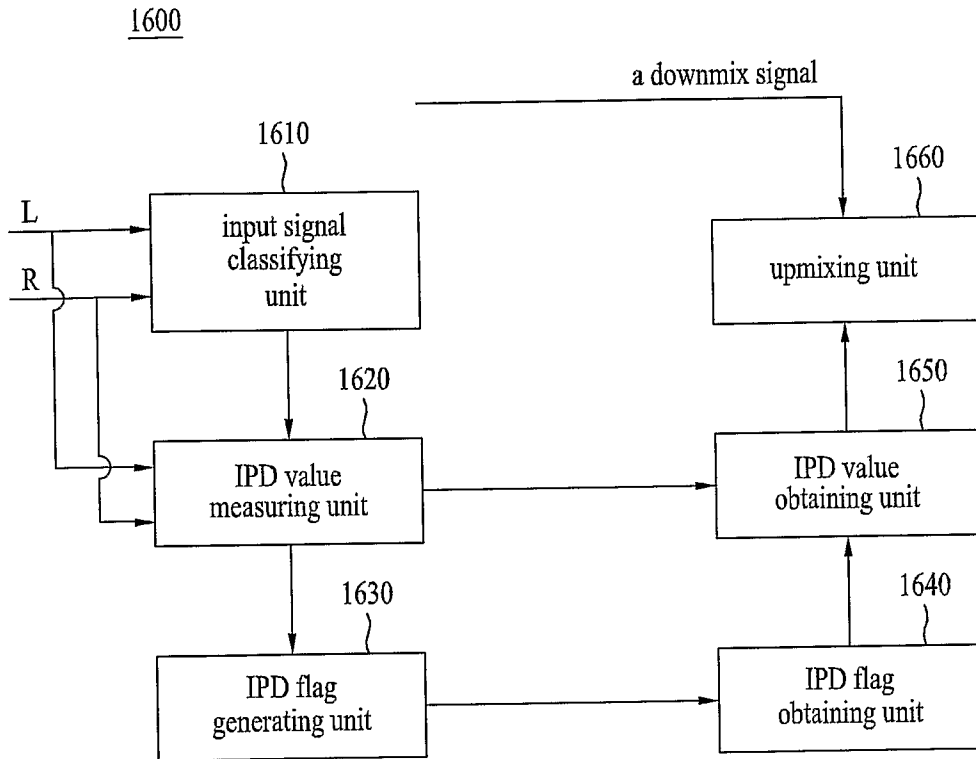 1600
a downmix signal
1610
1660
L
input signal
classifying
unit
upmixing unit
R
1620
1650
IPD value
measuring unit
IPD value
obtaining unit
1630
1640
IPD flag
generating unit
IPD flag
obtaining unit